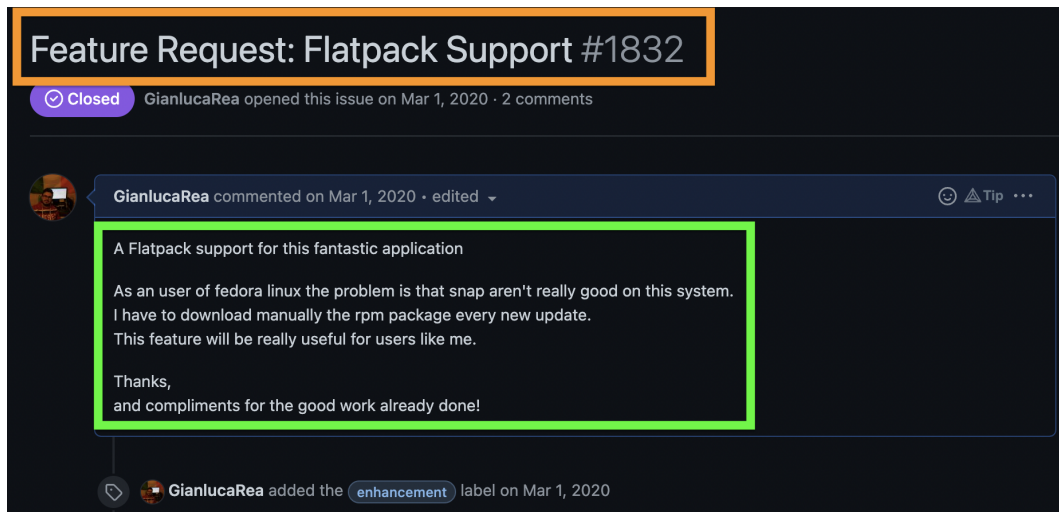 Feature Request: Flatpack Support #1832
Closed GianlucaRea opened this issue on Mar 1, 2020 · 2 comments
GianlucaRea commented on Mar 1, 2020 • edited
Tip
A Flatpack support for this fantastic application
As an user of fedora linux the problem is that snap aren't really good on this system.
I have to download manually the rpm package every new update.
This feature will be really useful for users like me.
Thanks,
and compliments for the good work already done!
GianlucaRea added the enhancement label on Mar 1, 2020